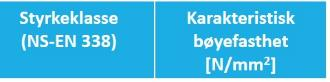 Styrkeklasse
(NS-EN 338)
Karakteristisk
bøyefasthet
[N/mm²]